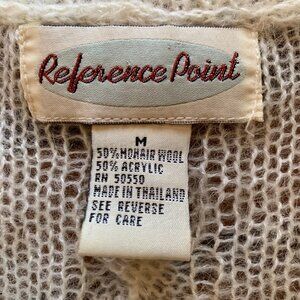 Reference Point
M
50% MOHAIR WOOL
50% ACRYLIC
RN 50550
MADE IN THAILAND
SEE REVERSE
FOR CARE